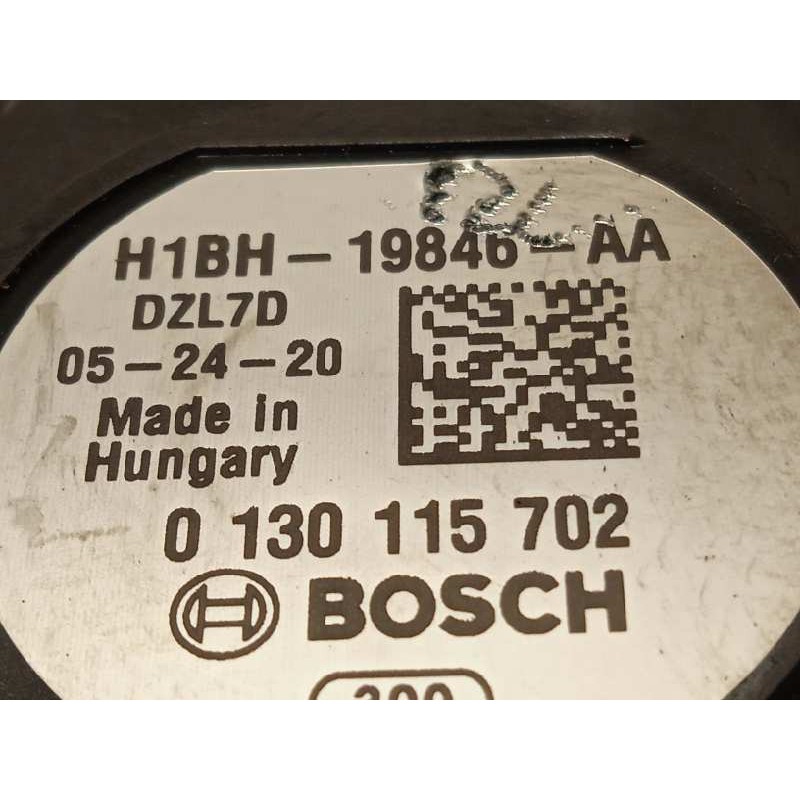 H1BH-19846-AA
DZL7D
05-24-20
Made in
Hungary
0 130 115 702
BOSCH